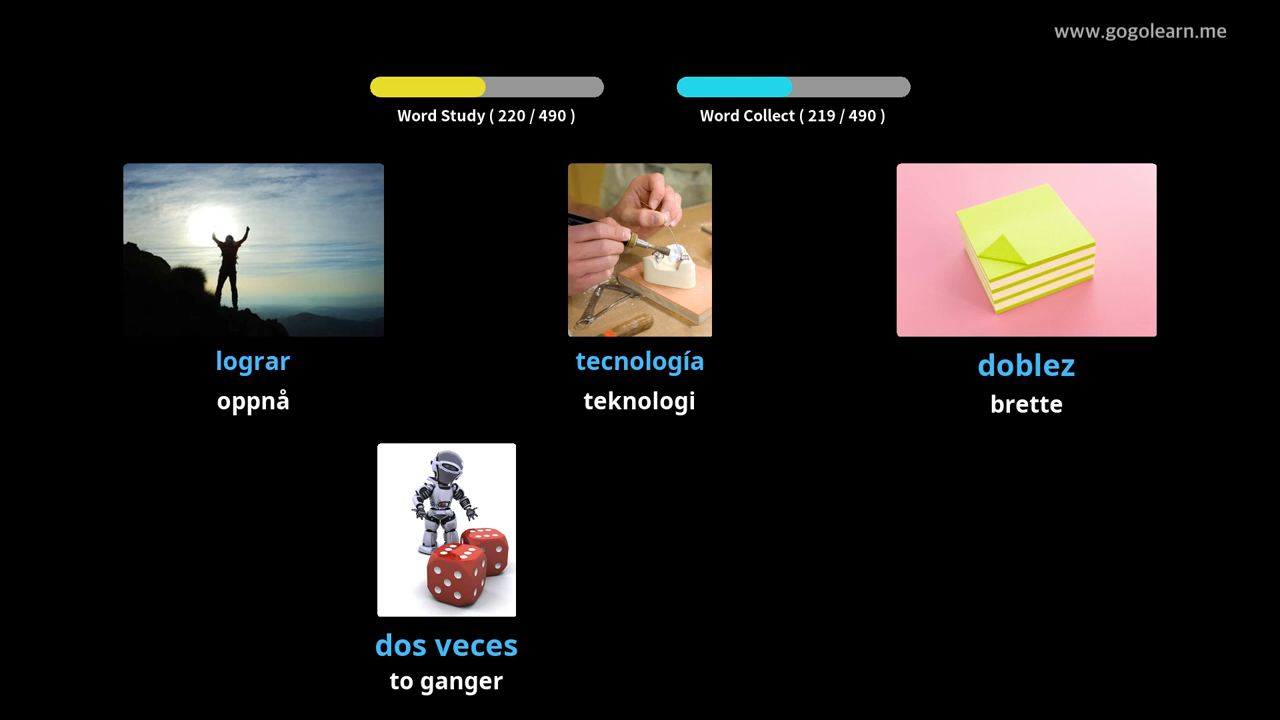 www.gogolearn.me
Word Study ( 220 / 490 )
Word Collect ( 219 / 490 )
lograr
oppnå
tecnología
teknologi
doblez
brette
dos veces
to ganger